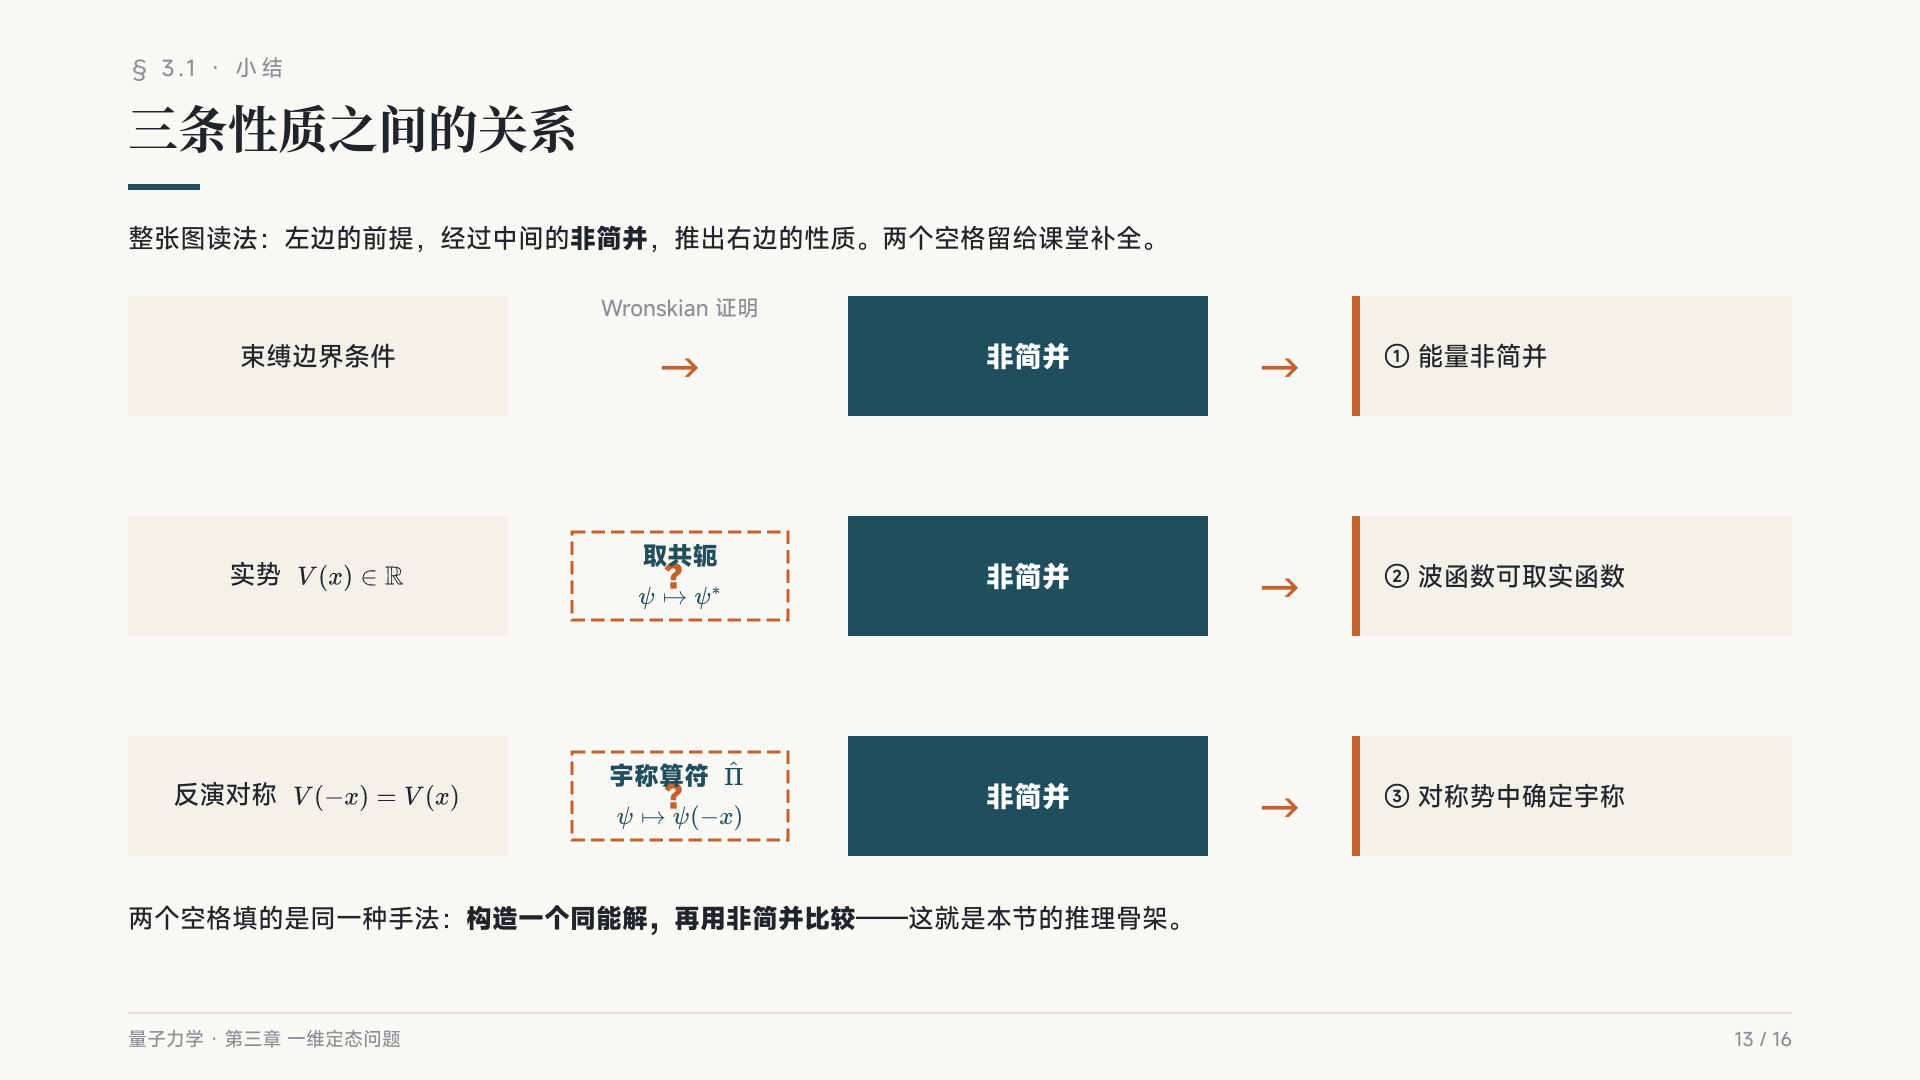 § 3.1 · 小结
三条性质之间的关系
整张图读法：左边的前提，经过中间的非简并，推出右边的性质。两个空格留给课堂补全。
束缚边界条件
Wronskian 证明
→
非简并
→
① 能量非简并
实势 V(x) ∈ ℝ
取共轭
?
ψ ↦ ψ*
非简并
→
② 波函数可取实函数
反演对称 V(−x) = V(x)
宇称算符 Π̂
?
ψ ↦ ψ(−x)
非简并
→
③ 对称势中确定宇称
两个空格填的是同一种手法：构造一个同能解，再用非简并比较——这就是本节的推理骨架。
量子力学 · 第三章 一维定态问题
13 / 16